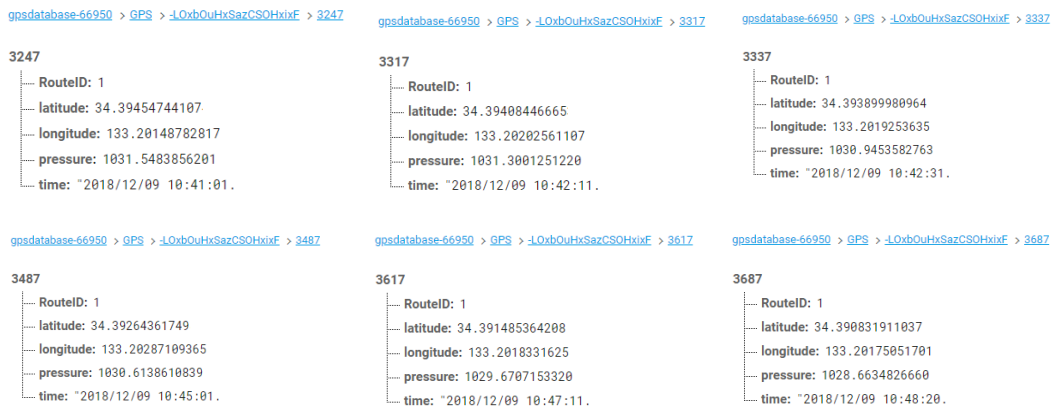 gpsdatabase-66950 > GPS > -LOxbOuHxSazCSOHxixF > 3247
3247
RouteID: 1
latitude: 34.39454744107
longitude: 133.20148782817
pressure: 1031.5483856201
time: "2018/12/09 10:41:01.
gpsdatabase-66950 > GPS > -LOxbOuHxSazCSOHxixF > 3317
3317
RouteID: 1
latitude: 34.39408446665
longitude: 133.20202561107
pressure: 1031.3001251220
time: "2018/12/09 10:42:11.
gpsdatabase-66950 > GPS > -LOxbOuHxSazCSOHxixF > 3337
3337
RouteID: 1
latitude: 34.393899980964
longitude: 133.2019253635
pressure: 1030.9453582763
time: "2018/12/09 10:42:31.
gpsdatabase-66950 > GPS > -LOxbOuHxSazCSOHxixF > 3487
3487
RouteID: 1
latitude: 34.39264361749
longitude: 133.20287109365
pressure: 1030.6138610839
time: "2018/12/09 10:45:01.
gpsdatabase-66950 > GPS > -LOxbOuHxSazCSOHxixF > 3617
3617
RouteID: 1
latitude: 34.391485364208
longitude: 133.2018331625
pressure: 1029.6707153320
time: "2018/12/09 10:47:11.
gpsdatabase-66950 > GPS > -LOxbOuHxSazCSOHxixF > 3687
3687
RouteID: 1
latitude: 34.390831911037
longitude: 133.20175051701
pressure: 1028.6634826660
time: "2018/12/09 10:48:20.